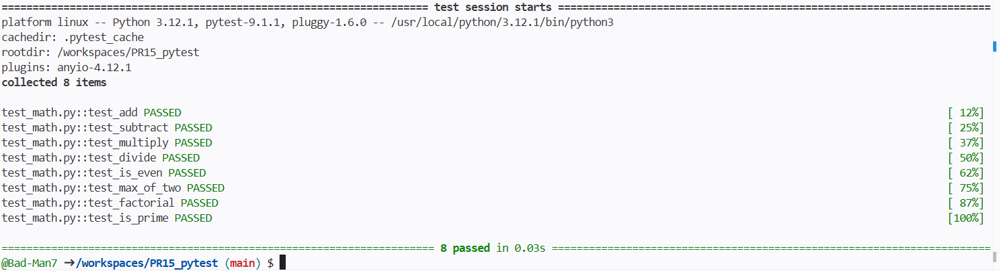 ============================= test session starts =============================
platform linux -- Python 3.12.1, pytest-9.1.1, pluggy-1.6.0 -- /usr/local/python/3.12.1/bin/python3
cachedir: .pytest_cache
rootdir: /workspaces/PR15_pytest
plugins: anyio-4.12.1
collected 8 items
test_math.py::test_add PASSED [ 12%]
test_math.py::test_subtract PASSED [ 25%]
test_math.py::test_multiply PASSED [ 37%]
test_math.py::test_divide PASSED [ 50%]
test_math.py::test_is_even PASSED [ 62%]
test_math.py::test_max_of_two PASSED [ 75%]
test_math.py::test_factorial PASSED [ 87%]
test_math.py::test_is_prime PASSED [100%]
============================= 8 passed in 0.03s =============================
@Bad-Man7 ➜/workspaces/PR15_pytest (main) $